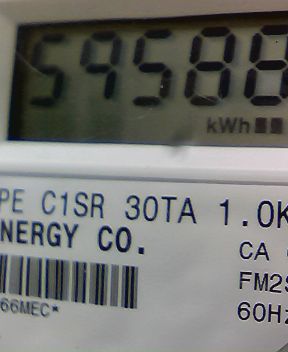 59588
kWh
PE C1SR 30TA 1.0K
NERGY CO.
CA
FM2S
66MEC*
60Hz